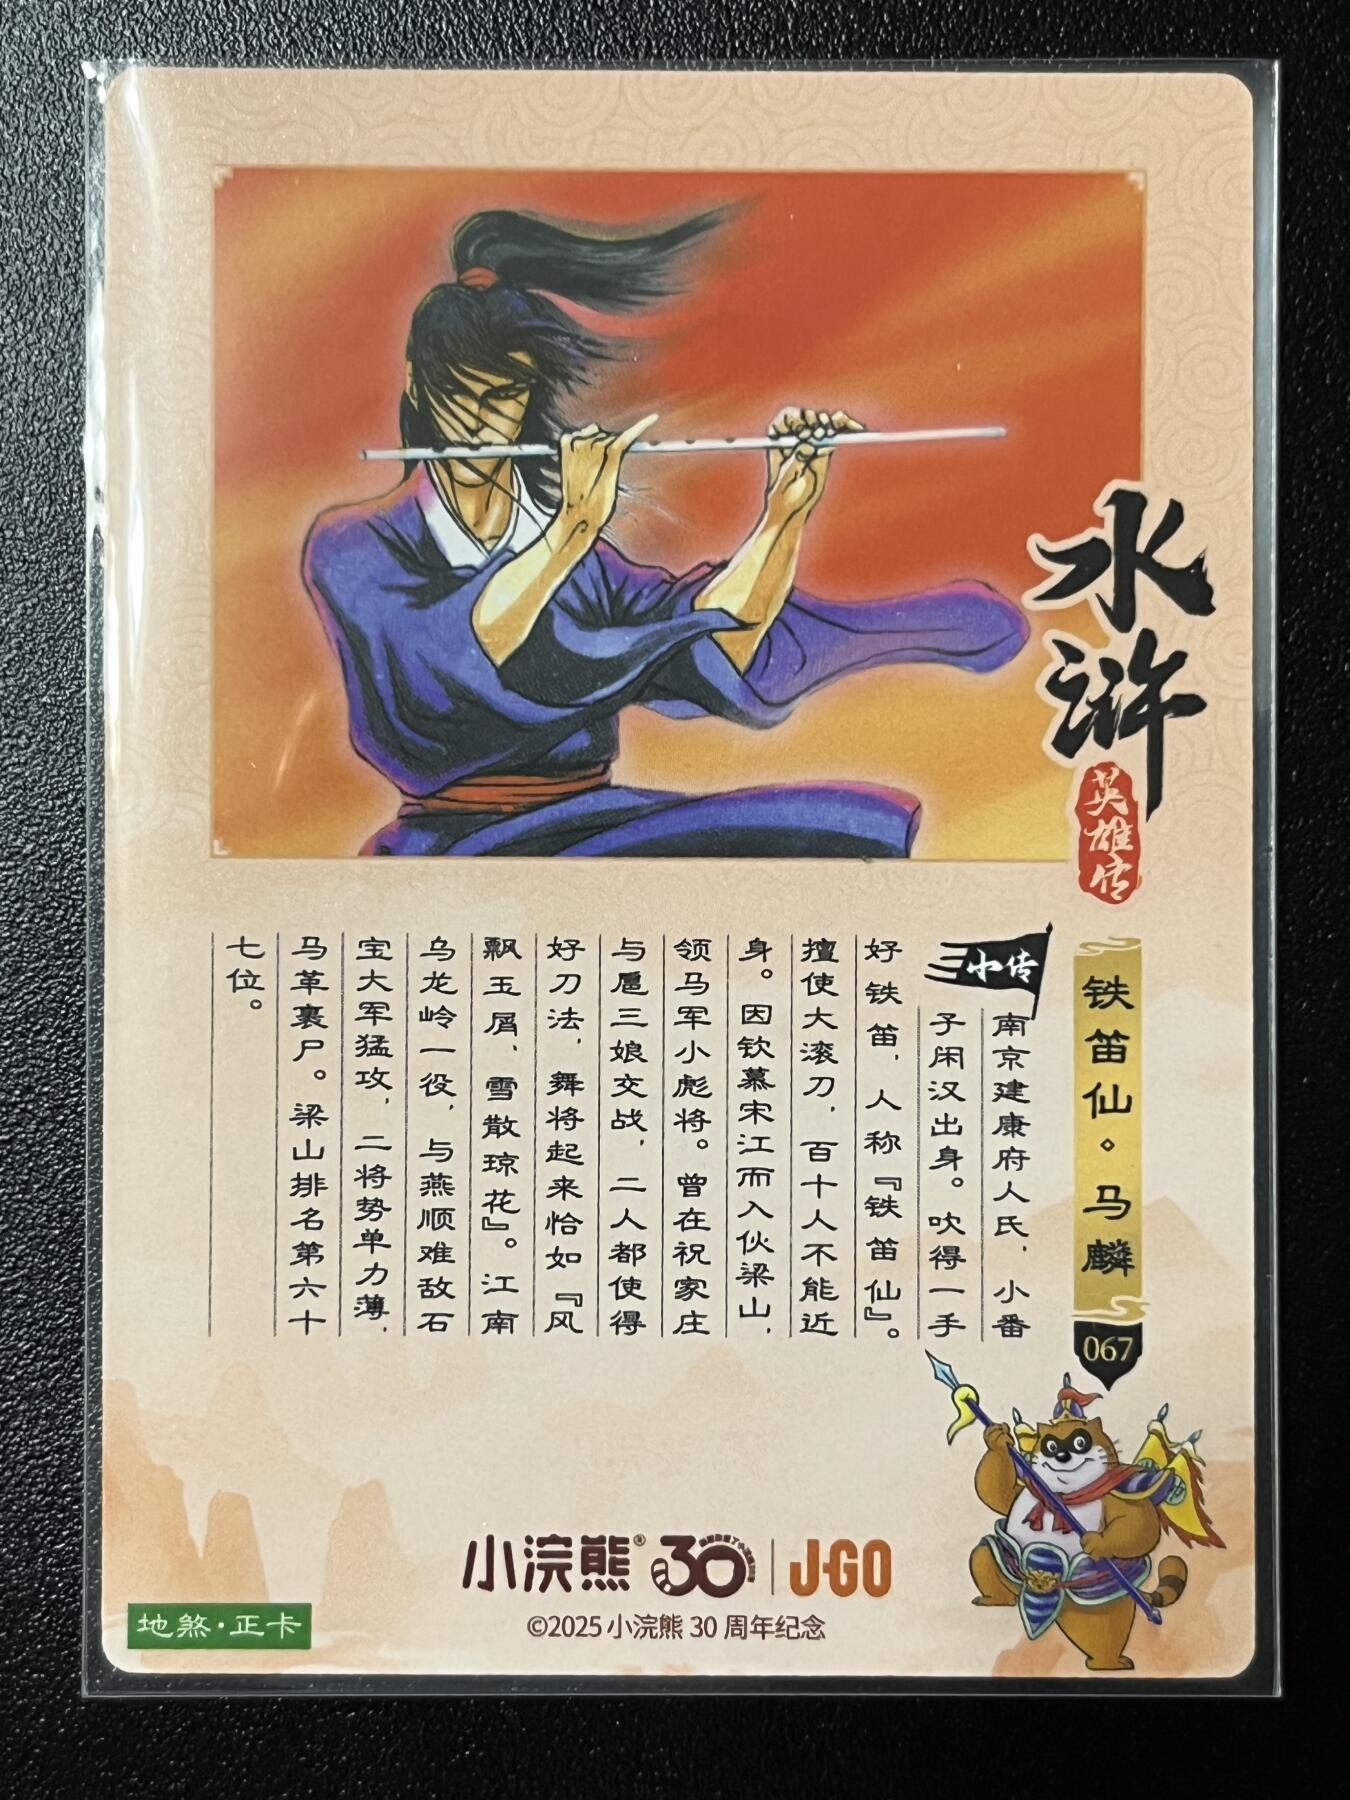 水浒
英雄传
铁笛仙·马麟
067
小传
南京建康府人氏，小番
子闲汉出身。吹得一手
好铁笛，人称『铁笛仙』。
擅使大滚刀，百十人不能近
身。因钦慕宋江而入伙梁山，
领马军小彪将。曾在祝家庄
与扈三娘交战，二人都使得
好刀法，舞将起来恰如『风
飘玉屑，雪散琼花』。江南
乌龙岭一役，与燕顺难敌石
宝大军猛攻，二将势单力薄，
马革裹尸。梁山排名第六十
七位。
小浣熊® 30 | J-GO
©2025 小浣熊 30 周年纪念
地煞·正卡